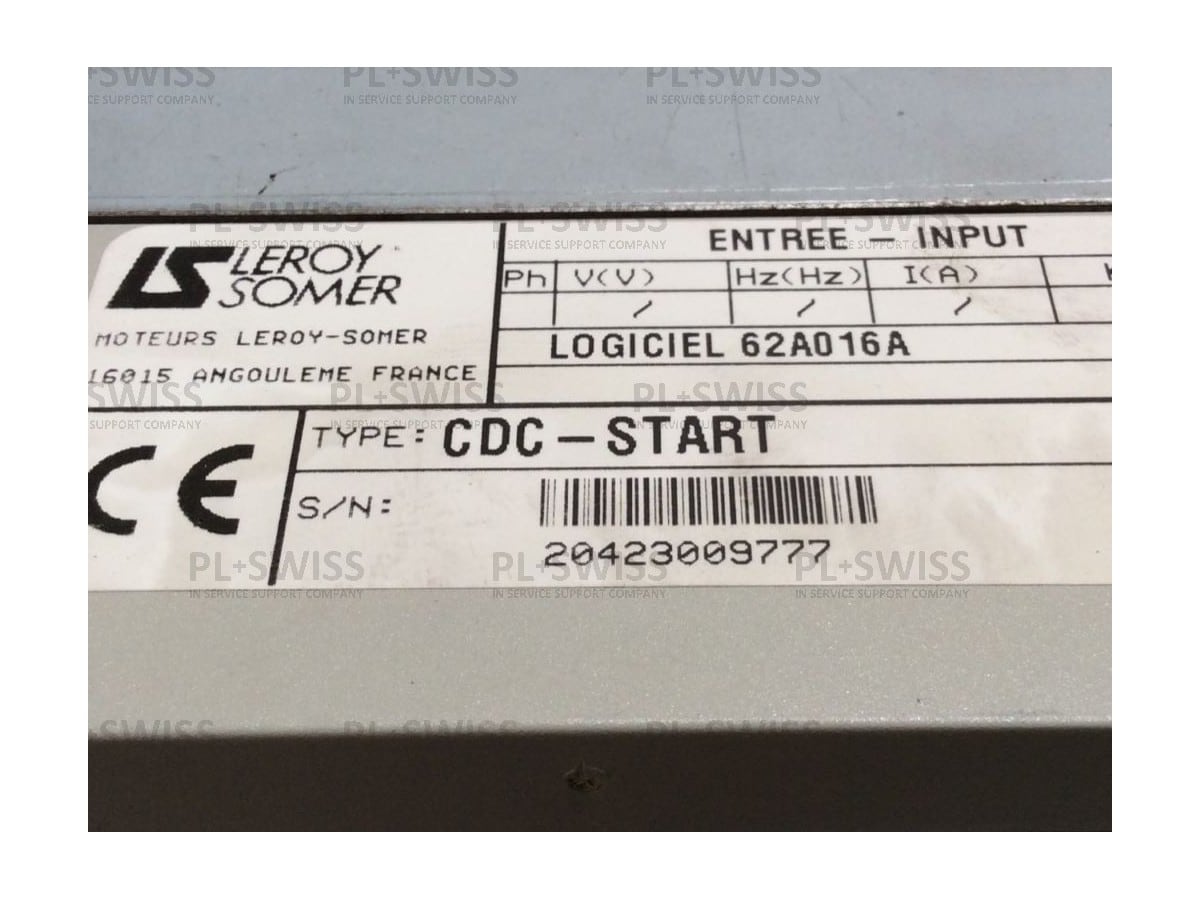 LEROY
SOMER
MOTEURS LEROY-SOMER
16015 ANGOULEME FRANCE
ENTREE - INPUT
Ph V(V) Hz(Hz) I(A)
/ / /
LOGICIEL 62A016A
TYPE: CDC-START
S/N:
20423009777
CE
PL+SWISS
IN SERVICE SUPPORT COMPANY